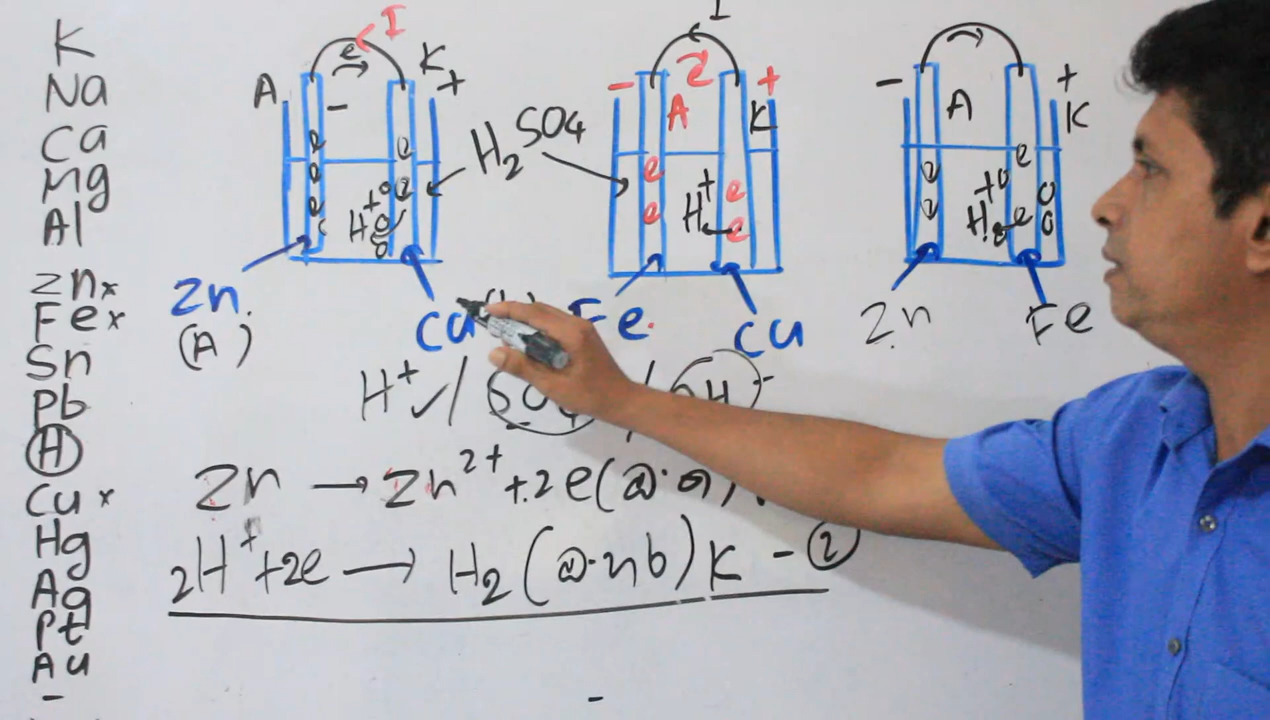 K
Na
Ca
Mg
Al
Zn x
Fe x
Sn
Pb
H
Cu x
Hg
Ag
Pt
Au
I
e
A
-
K
+
e
e
e
e
e
H+
Zn
(A)
Cu
H2SO4
I
-
A
+
K
e
e
e
e
H+
Fe
Cu
-
A
+
K
e
e
H+
Zn
Fe
H+ ✓ /
Zn → Zn2+ + 2e
2H+ + 2e → H2 K - ②